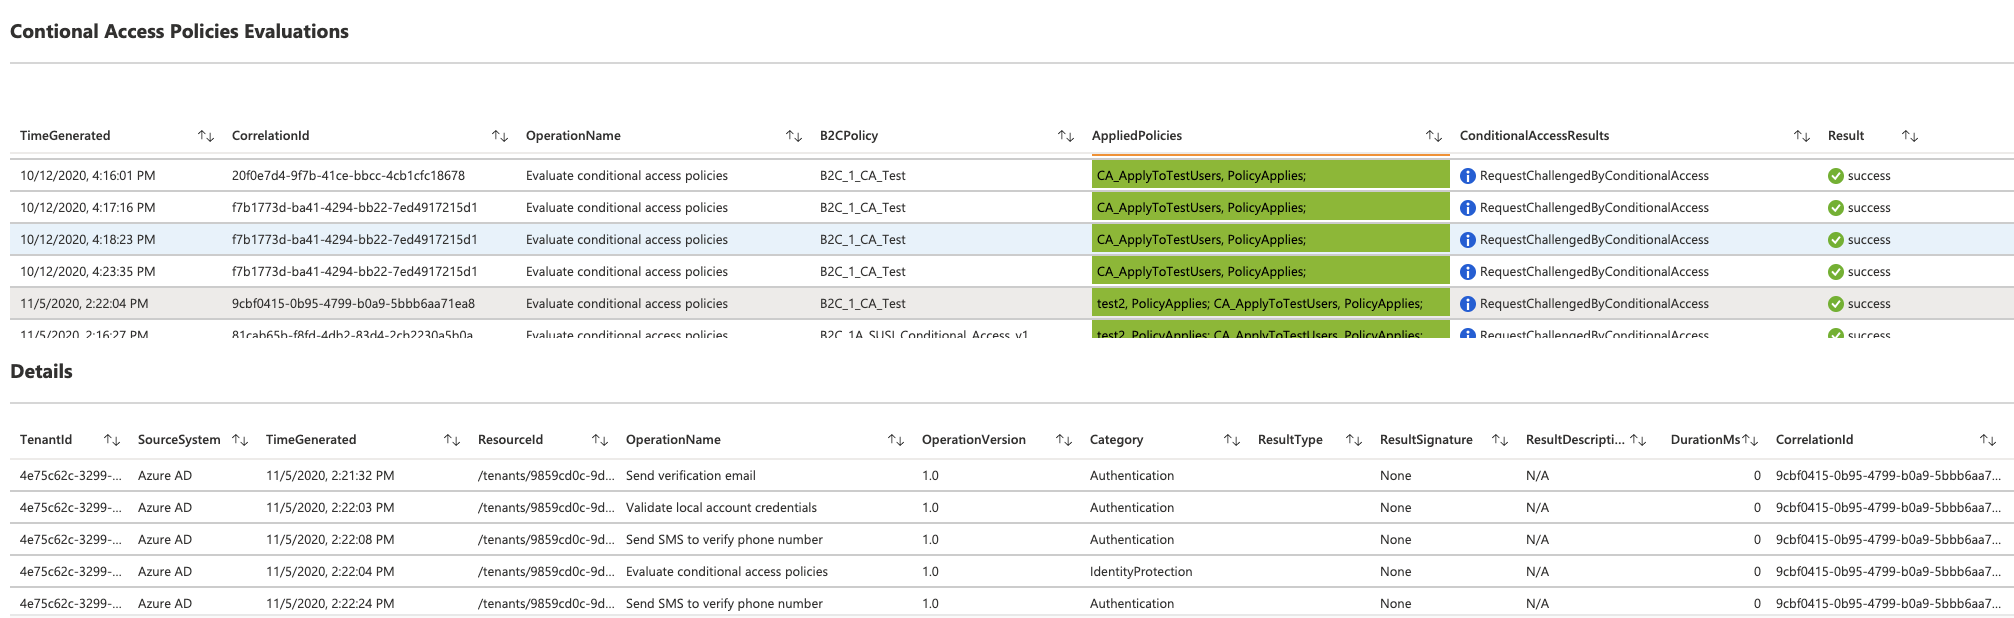 Contional Access Policies Evaluations
TimeGenerated CorrelationId OperationName B2CPolicy AppliedPolicies ConditionalAccessResults Result
10/12/2020, 4:16:01 PM 20f0e7d4-9f7b-41ce-bbcc-4cb1cfc18678 Evaluate conditional access policies B2C_1_CA_Test CA_ApplyToTestUsers, PolicyApplies; RequestChallengedByConditionalAccess success
10/12/2020, 4:17:16 PM f7b1773d-ba41-4294-bb22-7ed4917215d1 Evaluate conditional access policies B2C_1_CA_Test CA_ApplyToTestUsers, PolicyApplies; RequestChallengedByConditionalAccess success
10/12/2020, 4:18:23 PM f7b1773d-ba41-4294-bb22-7ed4917215d1 Evaluate conditional access policies B2C_1_CA_Test CA_ApplyToTestUsers, PolicyApplies; RequestChallengedByConditionalAccess success
10/12/2020, 4:23:35 PM f7b1773d-ba41-4294-bb22-7ed4917215d1 Evaluate conditional access policies B2C_1_CA_Test CA_ApplyToTestUsers, PolicyApplies; RequestChallengedByConditionalAccess success
11/5/2020, 2:22:04 PM 9cbf0415-0b95-4799-b0a9-5bbb6aa71ea8 Evaluate conditional access policies B2C_1_CA_Test test2, PolicyApplies; CA_ApplyToTestUsers, PolicyApplies; RequestChallengedByConditionalAccess success
11/5/2020, 2:16:27 PM 81cab65b-f8fd-4db2-83d4-2cb2230a5b0a Evaluate conditional access policies B2C_1A_SUSI_Conditional_Access_v1 test2, PolicyApplies; CA_ApplyToTestUsers, PolicyApplies; RequestChallengedByConditionalAccess success
Details
TenantId SourceSystem TimeGenerated ResourceId OperationName OperationVersion Category ResultType ResultSignature ResultDescripti... DurationMs CorrelationId
4e75c62c-3299-... Azure AD 11/5/2020, 2:21:32 PM /tenants/9859cd0c-9d... Send verification email 1.0 Authentication None N/A 0 9cbf0415-0b95-4799-b0a9-5bbb6aa7...
4e75c62c-3299-... Azure AD 11/5/2020, 2:22:03 PM /tenants/9859cd0c-9d... Validate local account credentials 1.0 Authentication None N/A 0 9cbf0415-0b95-4799-b0a9-5bbb6aa7...
4e75c62c-3299-... Azure AD 11/5/2020, 2:22:08 PM /tenants/9859cd0c-9d... Send SMS to verify phone number 1.0 Authentication None N/A 0 9cbf0415-0b95-4799-b0a9-5bbb6aa7...
4e75c62c-3299-... Azure AD 11/5/2020, 2:22:04 PM /tenants/9859cd0c-9d... Evaluate conditional access policies 1.0 IdentityProtection None N/A 0 9cbf0415-0b95-4799-b0a9-5bbb6aa7...
4e75c62c-3299-... Azure AD 11/5/2020, 2:22:24 PM /tenants/9859cd0c-9d... Send SMS to verify phone number 1.0 Authentication None N/A 0 9cbf0415-0b95-4799-b0a9-5bbb6aa7...